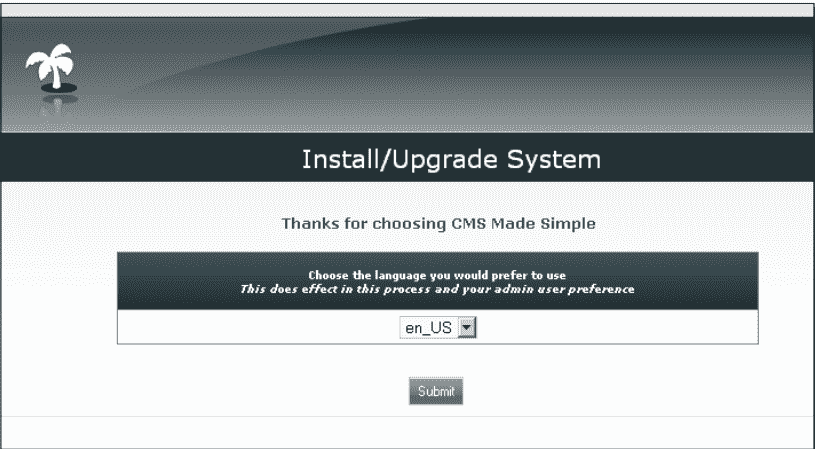 Install/Upgrade System
Thanks for choosing CMS Made Simple
Choose the language you would prefer to use
This does effect in this process and your admin user preference
en_US
Submit